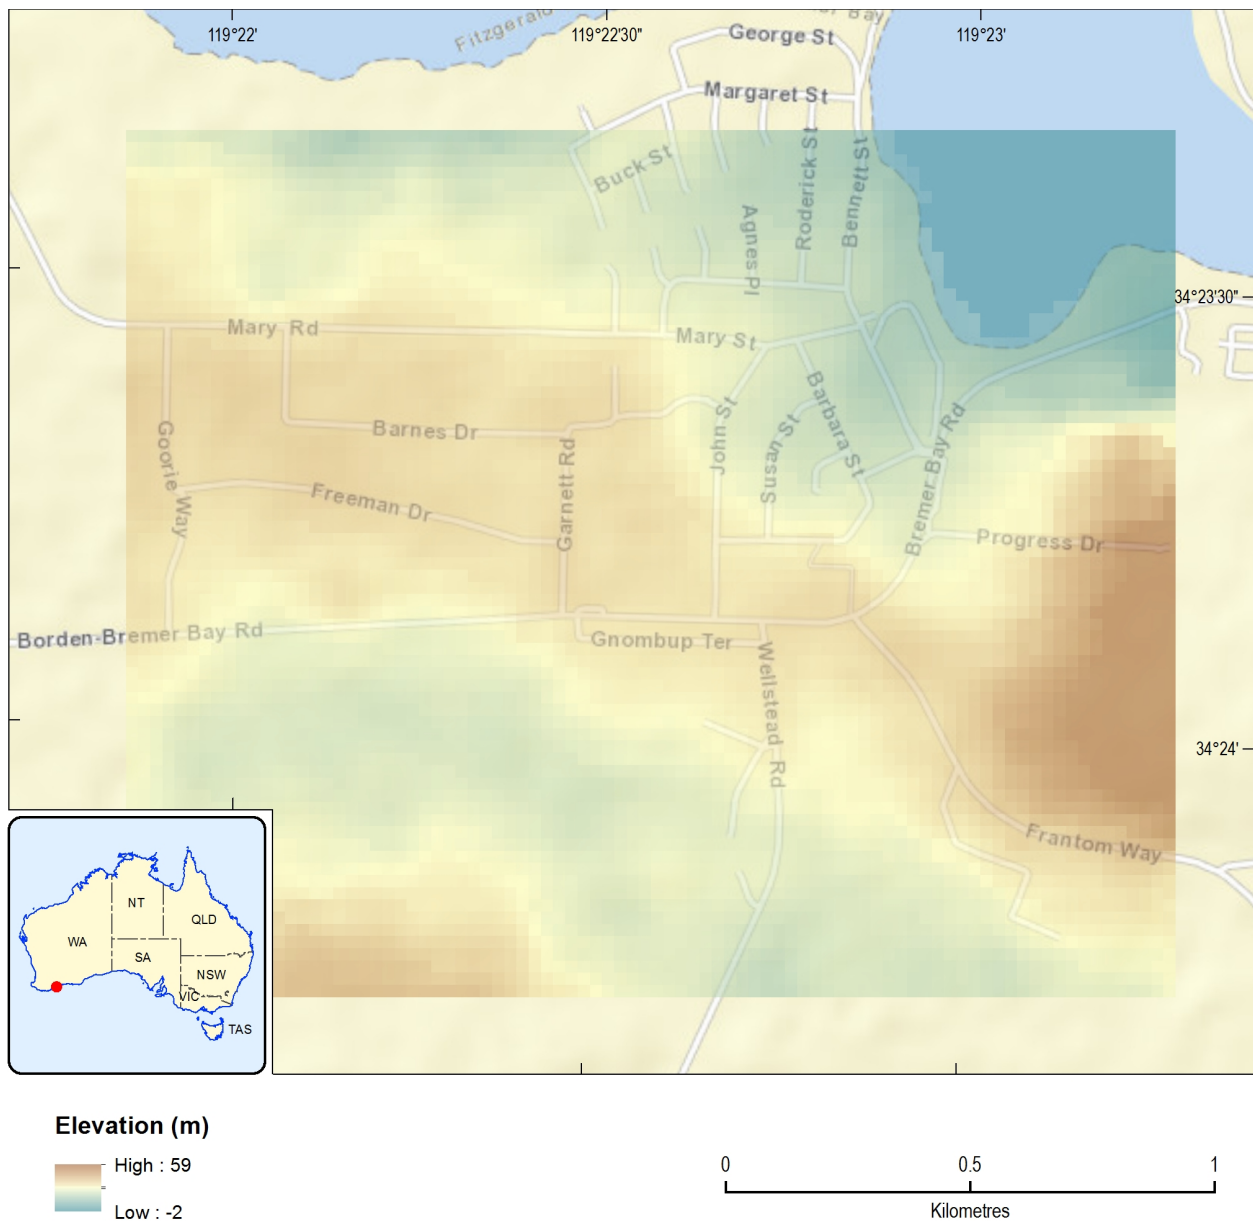 Fitzgerald
er Bay
119°22'
119°22'30"
119°23'
George St
Margaret St
Buck St
Agnes Pl
Roderick St
Bennett St
34°23'30"
Mary Rd
Mary St
Goorie Way
Barnes Dr
Freeman Dr
Garnett Rd
John St
Susan St
Barbara St
Bremer Bay Rd
Progress Dr
Borden-Bremer Bay Rd
Gnombup Ter
Wellstead Rd
34°24'
Frantom Way
NT
QLD
WA
SA
NSW
VIC
TAS
Elevation (m)
High : 59
Low : -2
0 0.5 1
Kilometres